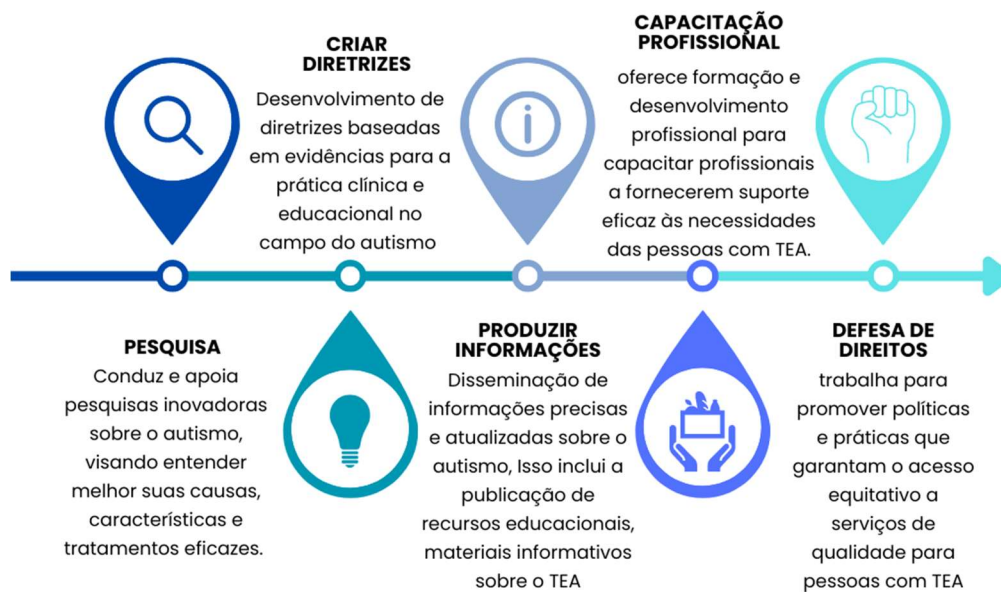 PESQUISA
Conduz e apoia
pesquisas inovadoras
sobre o autismo,
visando entender
melhor suas causas,
características e
tratamentos eficazes.
CRIAR
DIRETRIZES
Desenvolvimento de
diretrizes baseadas
em evidências para a
prática clínica e
educacional no
campo do autismo
PRODUZIR
INFORMAÇÕES
Disseminação de
informações precisas
e atualizadas sobre o
autismo, Isso inclui a
publicação de
recursos educacionais,
materiais informativos
sobre o TEA
CAPACITAÇÃO
PROFISSIONAL
oferece formação e
desenvolvimento
profissional para
capacitar profissionais
a fornecerem suporte
eficaz às necessidades
das pessoas com TEA.
DEFESA DE
DIREITOS
trabalha para
promover políticas
e práticas que
garantam o acesso
equitativo a
serviços de
qualidade para
pessoas com TEA